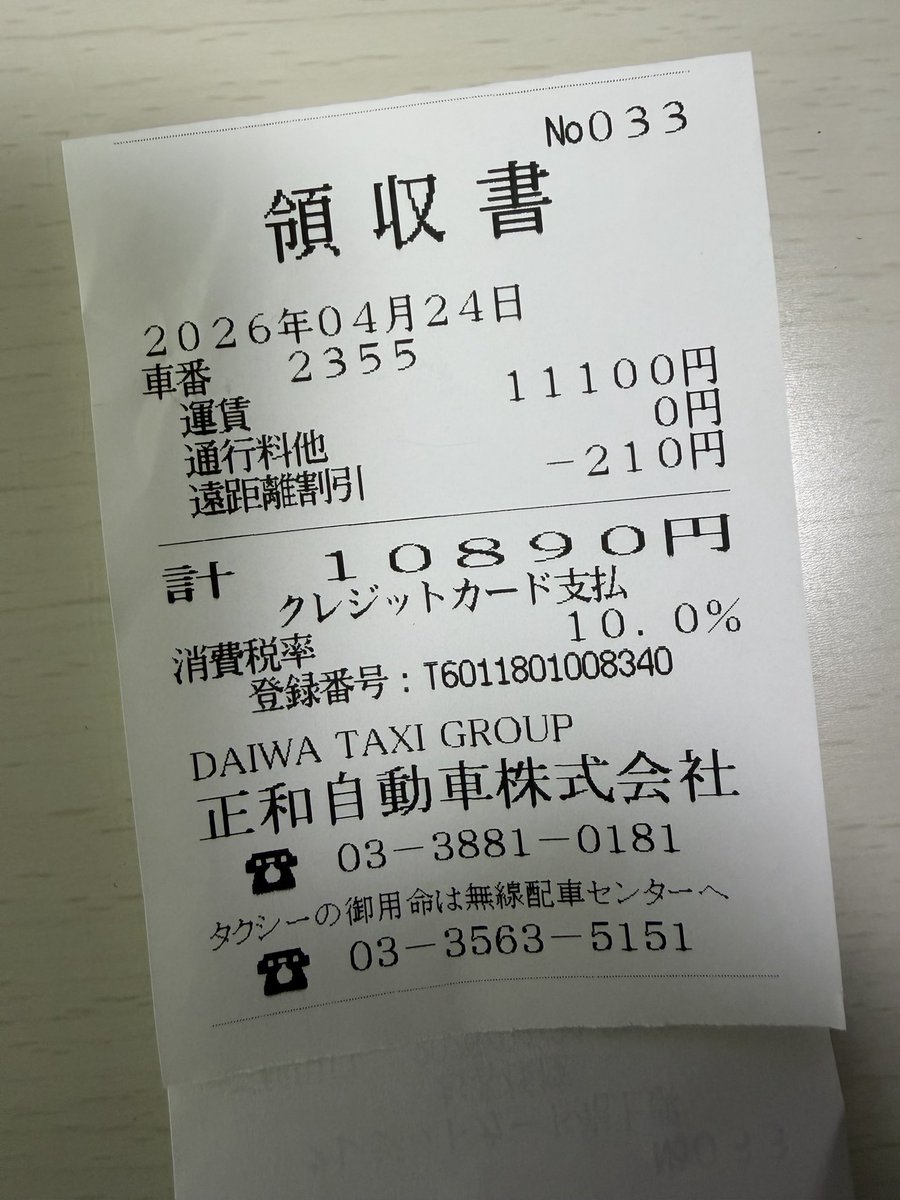 No033
領収書
2026年04月24日
車番 2355
運賃 11100円
通行料他 0円
遠距離割引 -210円
計 10890円
クレジットカード支払
消費税率 10.0%
登録番号:T6011801008340
DAIWA TAXI GROUP
正和自動車株式会社
☎ 03-3881-0181
タクシーの御用命は無線配車センターへ
☎ 03-3563-5151